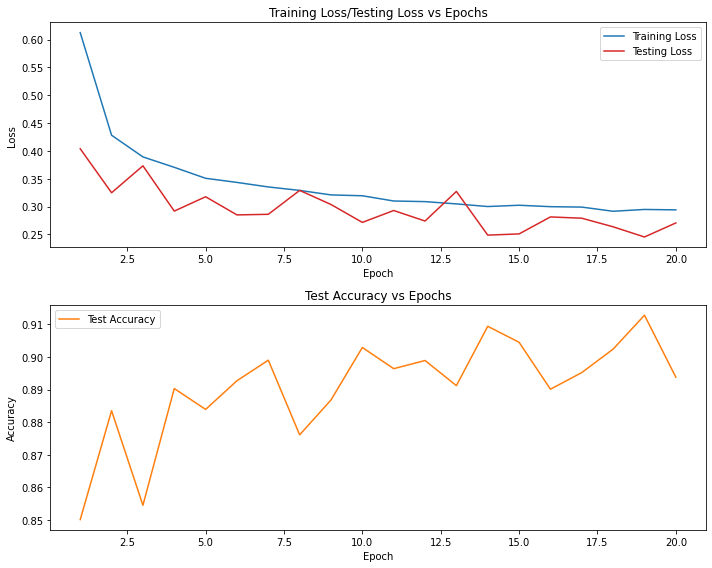 Training Loss/Testing Loss vs Epochs
Training Loss
Testing Loss
0.60
0.55
0.50
0.45
0.40
0.35
0.30
0.25
Loss
2.5 5.0 7.5 10.0 12.5 15.0 17.5 20.0
Epoch
Test Accuracy vs Epochs
Test Accuracy
0.91
0.90
0.89
0.88
0.87
0.86
0.85
Accuracy
2.5 5.0 7.5 10.0 12.5 15.0 17.5 20.0
Epoch